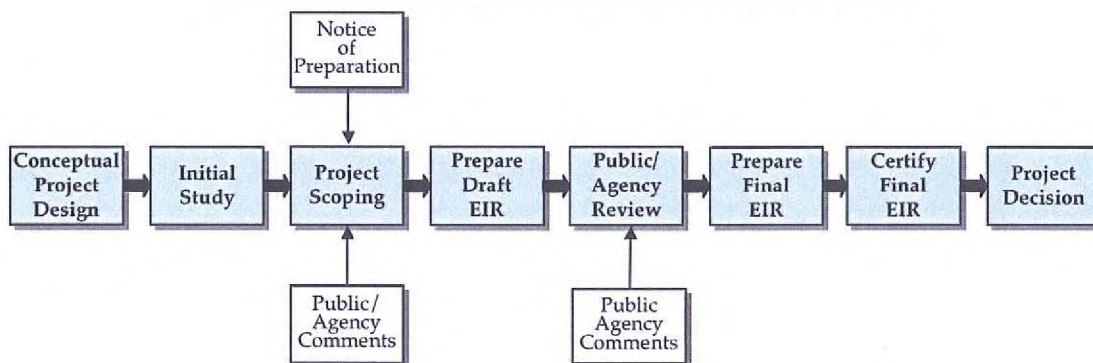 Notice
of
Preparation
Conceptual
Project
Design
Initial
Study
Project
Scoping
Prepare
Draft
EIR
Public/
Agency
Review
Prepare
Final
EIR
Certify
Final
EIR
Project
Decision
Public/
Agency
Comments
Public
Agency
Comments